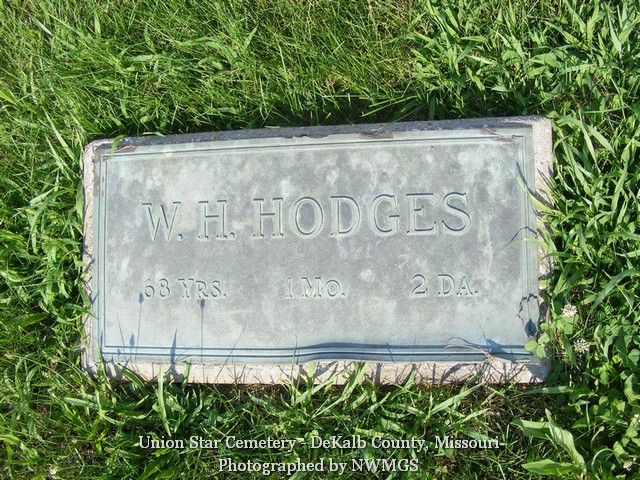 W. H. HODGES
68 YRS. 1 MO. 2 DA.
Union Star Cemetery - DeKalb County, Missouri
Photographed by NWMGS